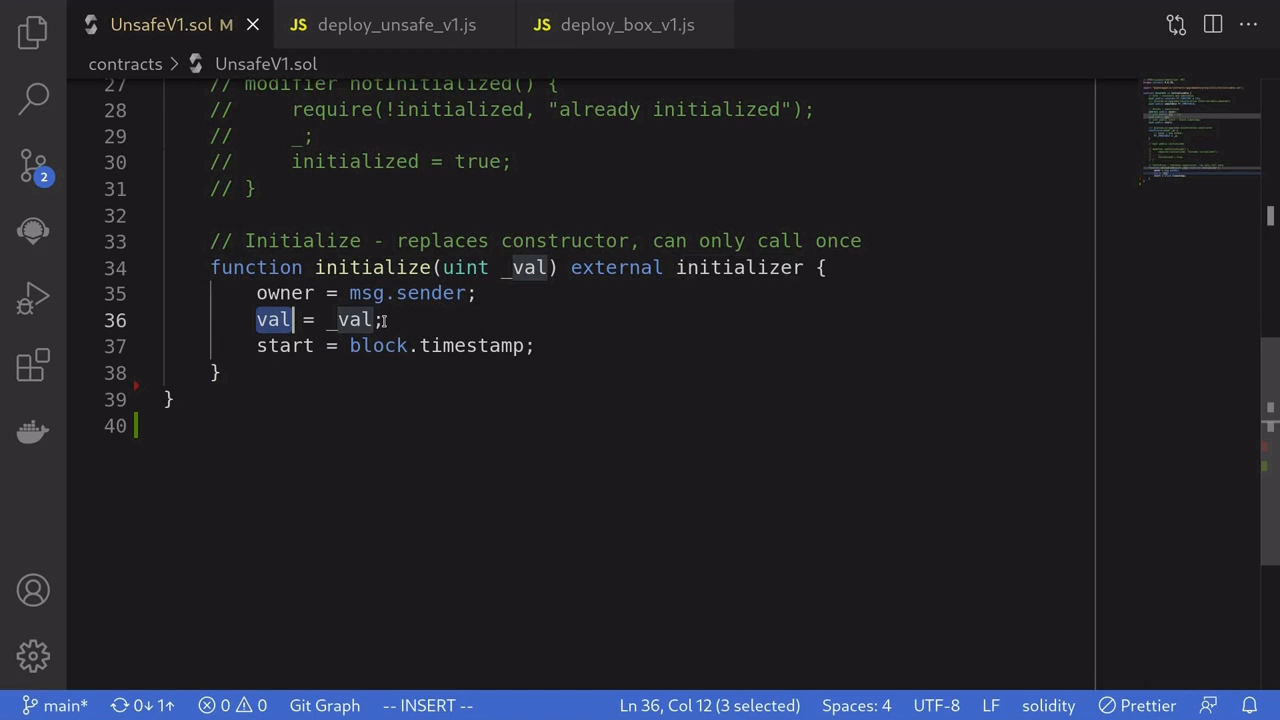 UnsafeV1.sol M
JS deploy_unsafe_v1.js
JS deploy_box_v1.js
contracts > UnsafeV1.sol
27 // modifier notInitialized() {
28 // require(!initialized, "already initialized");
29 // _;
30 // initialized = true;
31 // }
32
33 // Initialize - replaces constructor, can only call once
34 function initialize(uint _val) external initializer {
35 owner = msg.sender;
36 val = _val;
37 start = block.timestamp;
38 }
39 }
40
2
main* 0↓ 1↑ 0 0 Git Graph -- INSERT -- Ln 36, Col 12 (3 selected) Spaces: 4 UTF-8 LF solidity Prettier